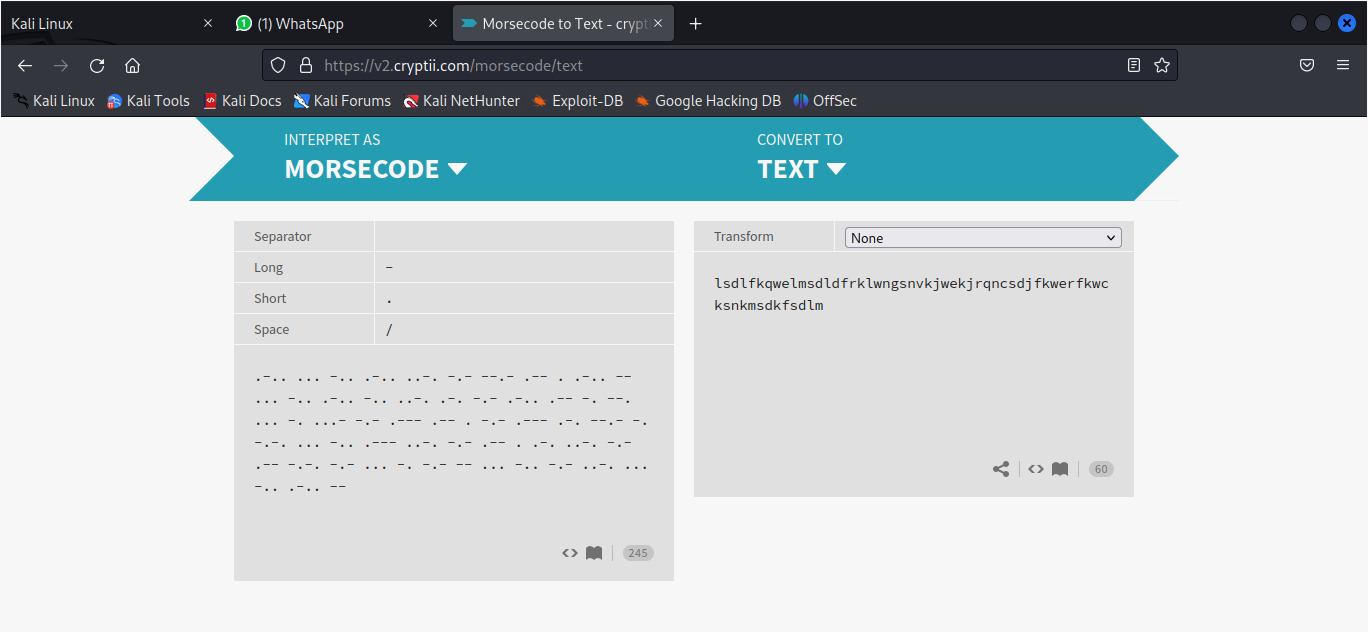 Kali Linux
1 (1) WhatsApp
Morsecode to Text - crypt
https://v2.cryptii.com/morsecode/text
Kali Linux Kali Tools Kali Docs Kali Forums Kali NetHunter Exploit-DB Google Hacking DB OffSec
INTERPRET AS
MORSECODE
CONVERT TO
TEXT
Separator
Long -
Short .
Space /
.-.. ... -.. .-.. ..-. -.- --.- .-- . .-.. --
... -.. .-.. -.. ..-. .-. -.- .-.. .-- -. --.
... -. ...- -.- .--- .-- . -.- .--- .-. --.- -.
-.-. ... -.. .--- ..-. -.- .-- . .-. ..-. -.-
.-- -.-. -.- ... -. -.- -- ... -.. -.- ..-. ...
-.. .-.. --
245
Transform None
lsdlfkqwelmsdldfrklwngsnvkjwekjrqncsdjfkwerfkwc
ksnkmsdkfsdlm
60